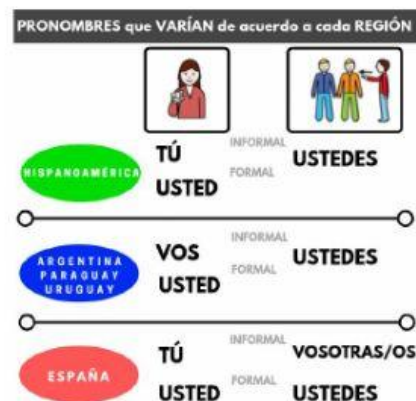 PRONOMBRES que VARÍAN de acuerdo a cada REGIÓN
HISPANOAMÉRICA
TÚ INFORMAL USTEDES
USTED FORMAL
ARGENTINA
PARAGUAY
URUGUAY
VOS INFORMAL USTEDES
USTED FORMAL
ESPAÑA
TÚ INFORMAL VOSOTRAS/OS
USTED FORMAL USTEDES